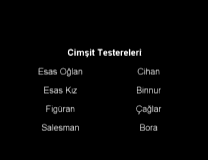 Cimşit Testereleri
Esas Oğlan Cihan
Esas Kız Binnur
Figüran Çağlar
Salesman Bora